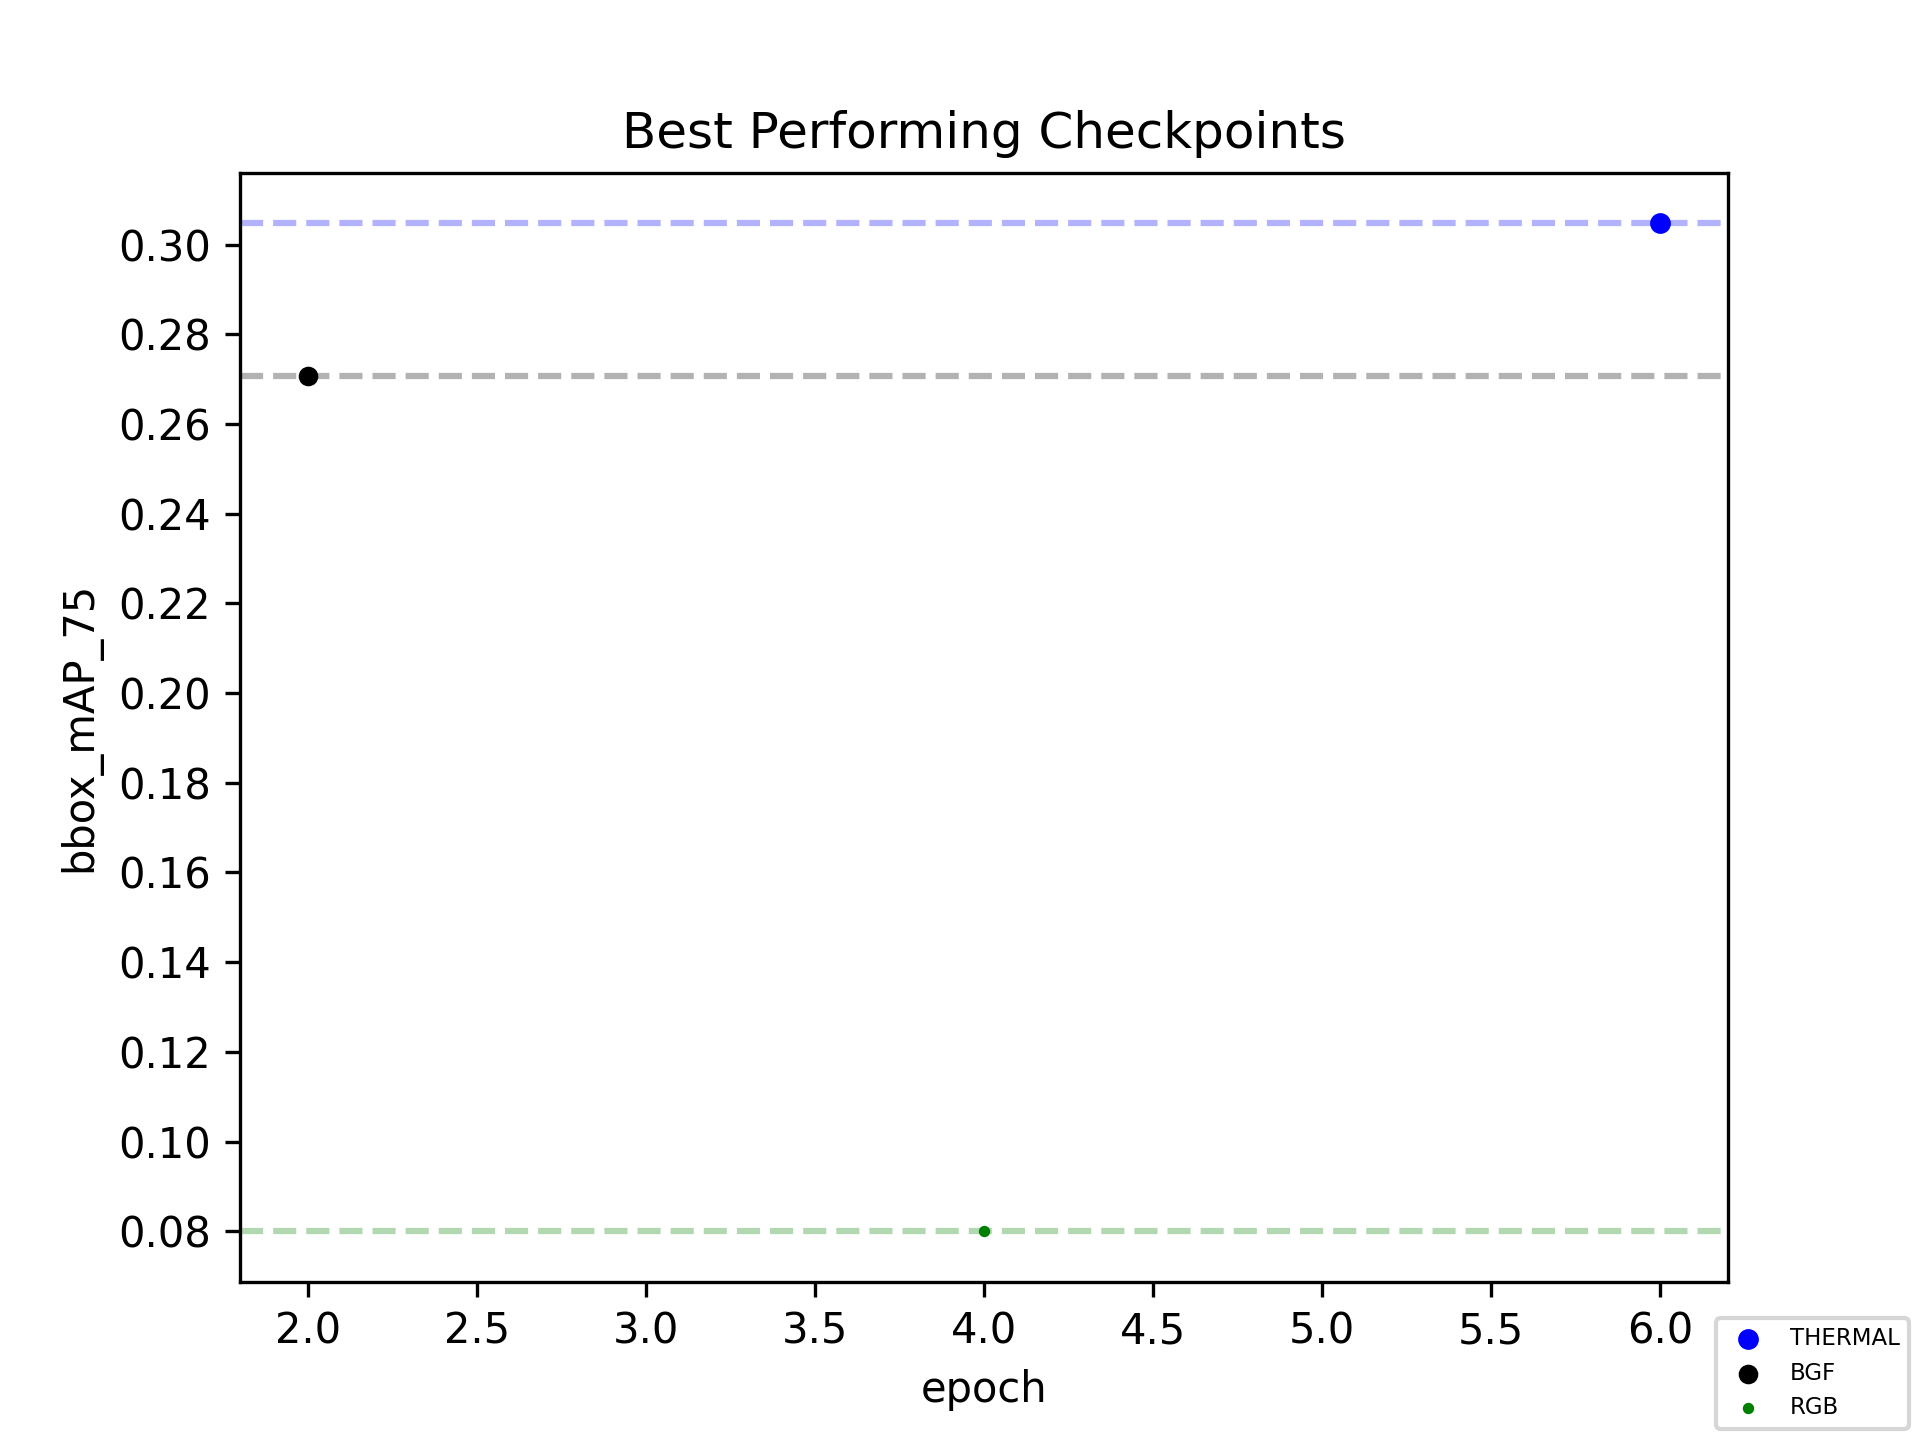 Best Performing Checkpoints
bbox_mAP_75
0.30
0.28
0.26
0.24
0.22
0.20
0.18
0.16
0.14
0.12
0.10
0.08
2.0 2.5 3.0 3.5 4.0 4.5 5.0 5.5 6.0
epoch
THERMAL
BGF
RGB